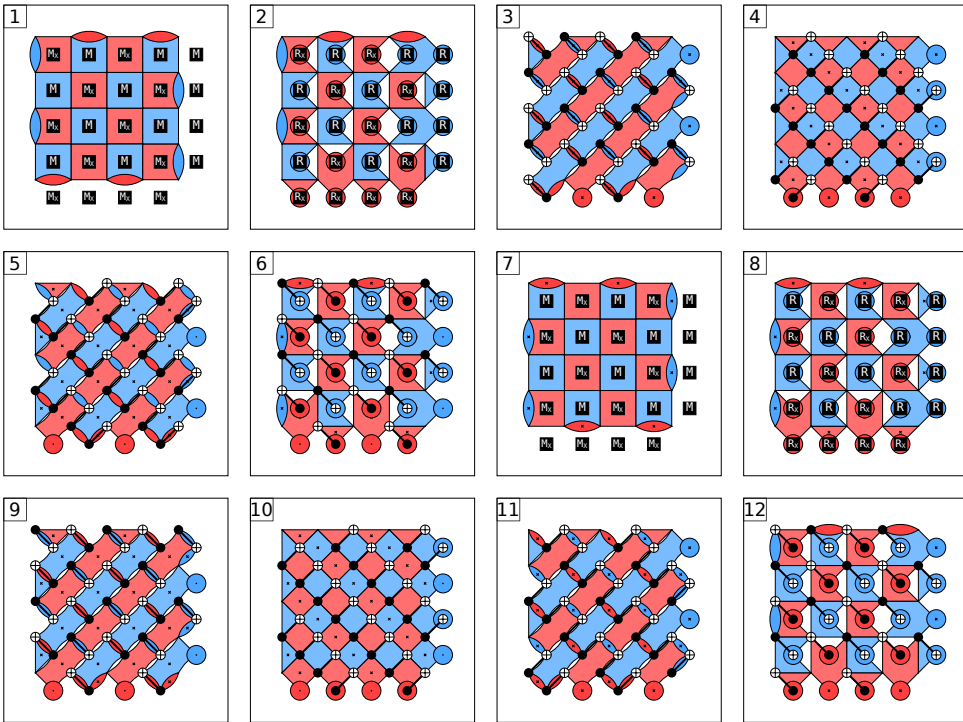 1
Mx M Mx M M
M Mx M Mx M
Mx M Mx M M
M Mx M Mx M
Mx Mx Mx Mx
2
Rx R Rx R R
R Rx R Rx R
Rx R Rx R R
R Rx R Rx R
Rx Rx Rx Rx
3
4
5
6
7
M Mx M Mx M
Mx M Mx M M
M Mx M Mx M
Mx M Mx M M
Mx Mx Mx Mx
8
R Rx R Rx R
Rx R Rx R R
R Rx R Rx R
Rx R Rx R R
Rx Rx Rx Rx
9
10
11
12